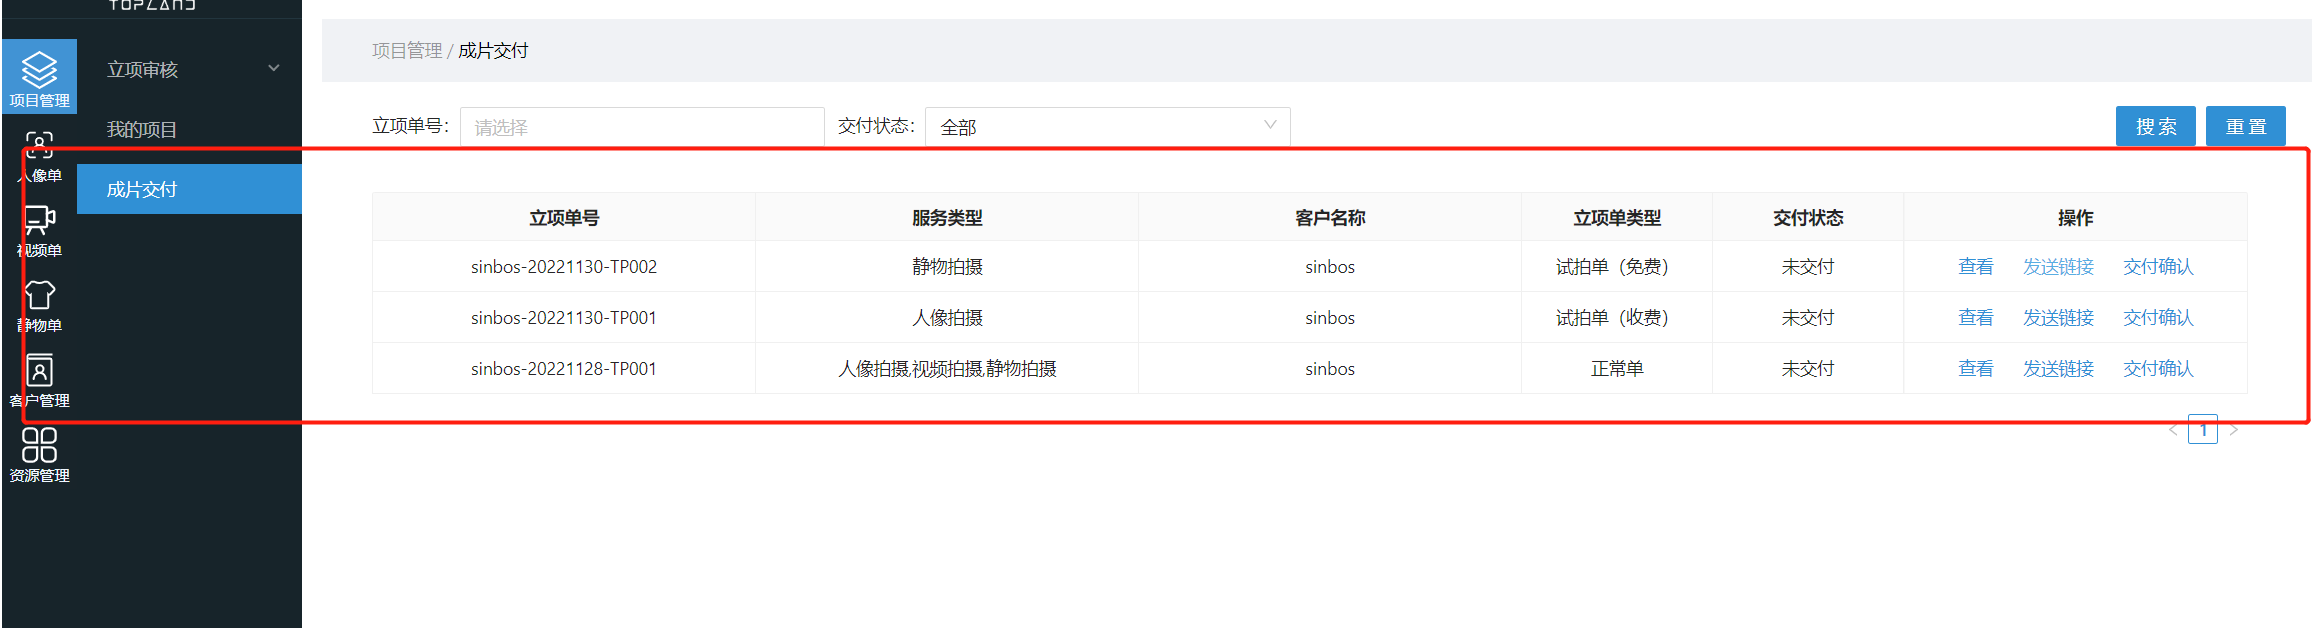 TOPLAND
项目管理
人像单
视频单
静物单
客户管理
资源管理
立项审核
我的项目
成片交付
项目管理 / 成片交付
立项单号: 请选择 交付状态: 全部 搜索 重置
立项单号 服务类型 客户名称 立项单类型 交付状态 操作
sinbos-20221130-TP002 静物拍摄 sinbos 试拍单（免费） 未交付 查看 发送链接 交付确认
sinbos-20221130-TP001 人像拍摄 sinbos 试拍单（收费） 未交付 查看 发送链接 交付确认
sinbos-20221128-TP001 人像拍摄,视频拍摄,静物拍摄 sinbos 正常单 未交付 查看 发送链接 交付确认
< 1 >